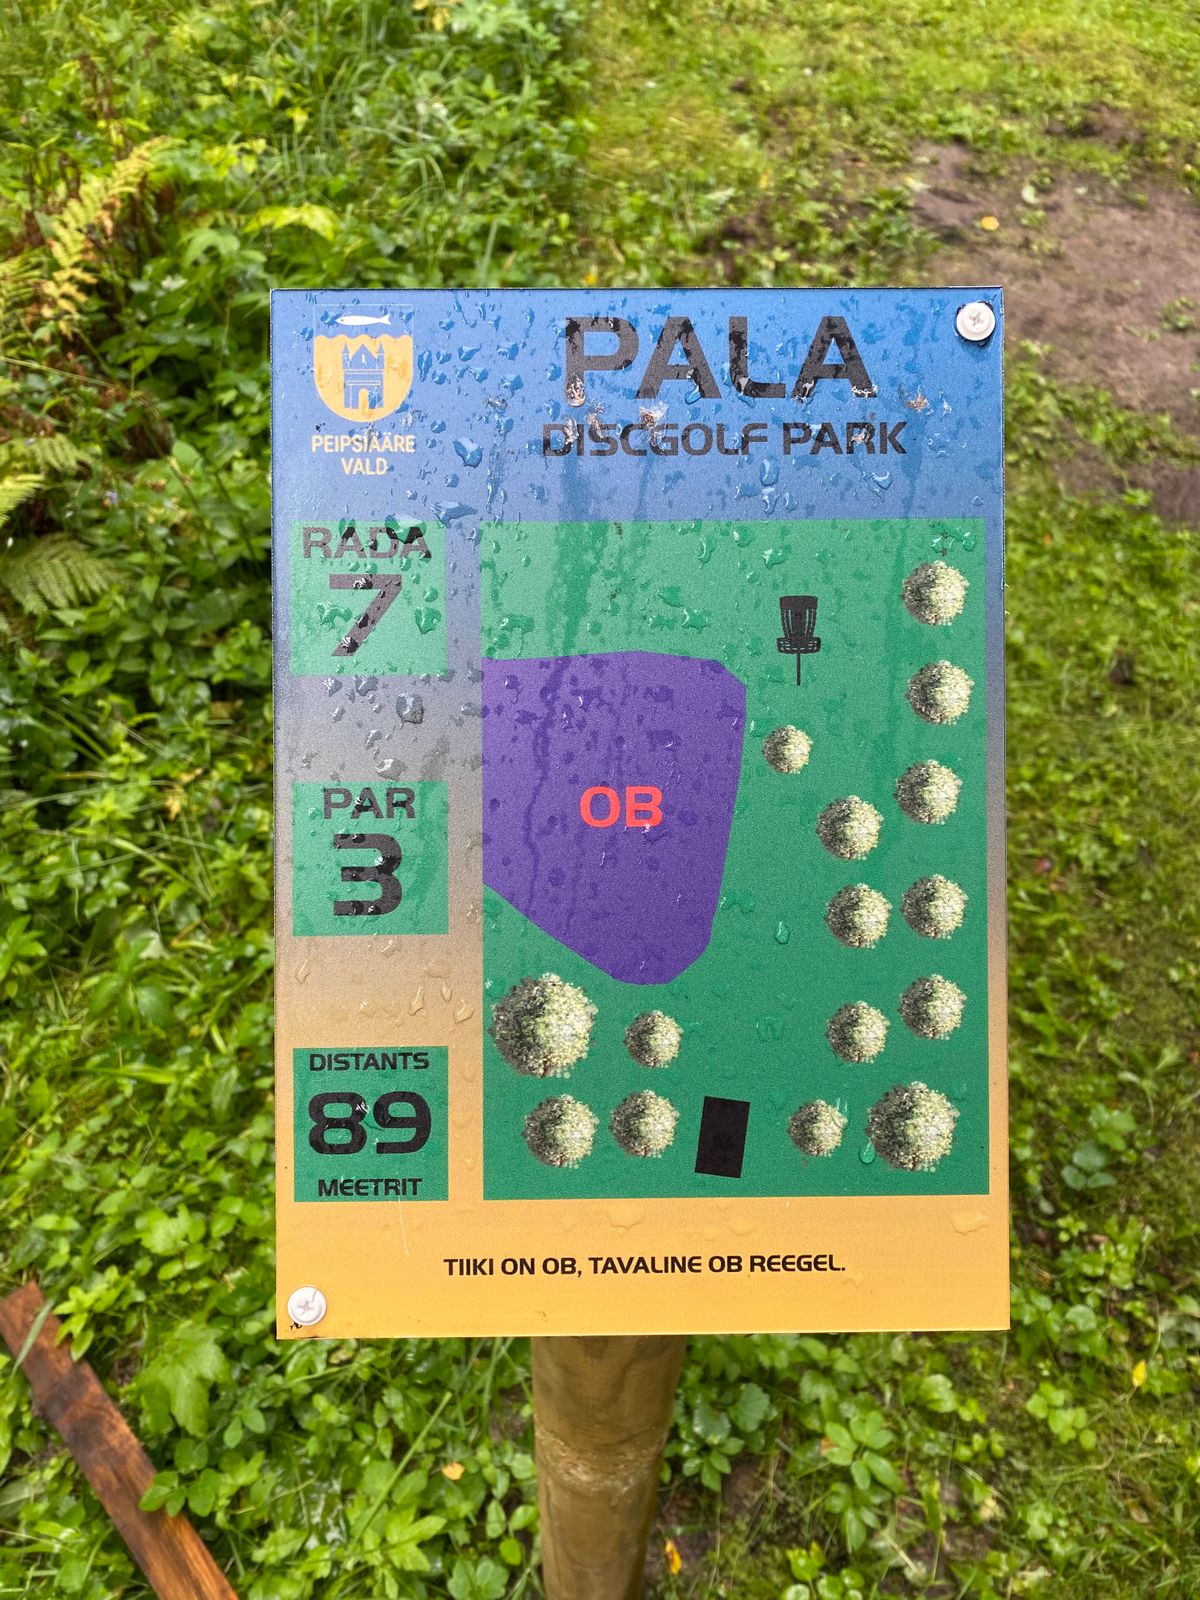 PEIPSIÄÄRE
VALD
PALA
DISCGOLF PARK
RADA
7
PAR
3
DISTANTS
89
MEETRIT
OB
TIIKI ON OB, TAVALINE OB REEGEL.